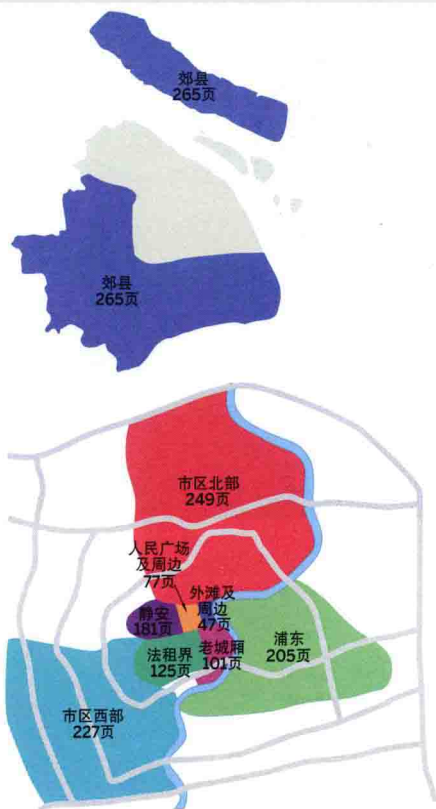 郊县
265页
郊县
265页
市区北部
249页
人民广场
及周边
77页
外滩及
周边
47页
静安
181页
法租界
125页
老城厢
101页
浦东
205页
市区西部
227页